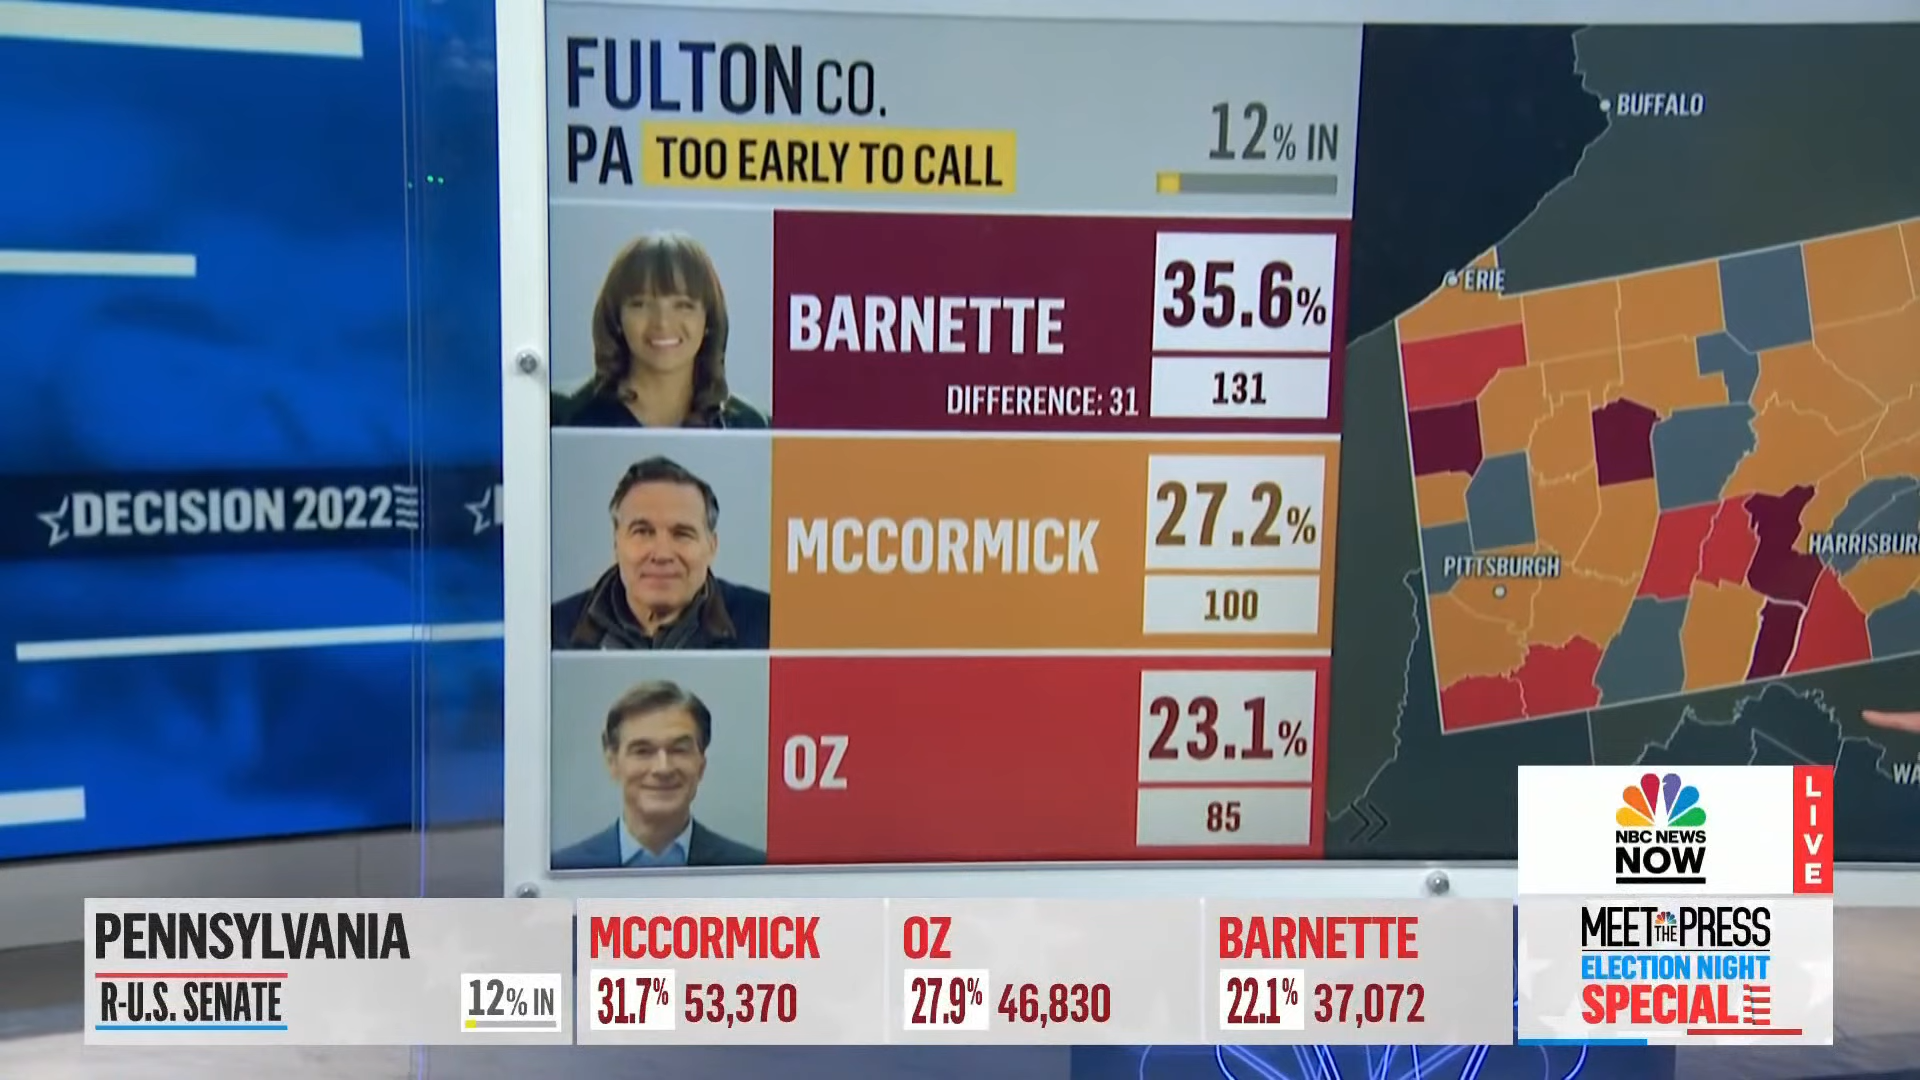 FULTON CO.
PA TOO EARLY TO CALL
12% IN
BARNETTE
35.6%
DIFFERENCE: 31
131
MCCORMICK
27.2%
100
OZ
23.1%
85
BUFFALO
ERIE
PITTSBURGH
HARRISBUR
WA
DECISION 2022
NBC NEWS
NOW
LIVE
PENNSYLVANIA
R-U.S. SENATE
12% IN
MCCORMICK
31.7% 53,370
OZ
27.9% 46,830
BARNETTE
22.1% 37,072
MEET THE PRESS
ELECTION NIGHT
SPECIAL